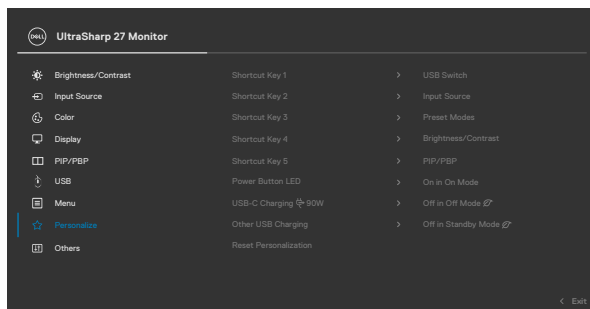 DELL UltraSharp 27 Monitor
Brightness/Contrast Shortcut Key 1 > USB Switch
Input Source Shortcut Key 2 > Input Source
Color Shortcut Key 3 > Preset Modes
Display Shortcut Key 4 > Brightness/Contrast
PIP/PBP Shortcut Key 5 > PIP/PBP
USB Power Button LED > On in On Mode
Menu USB-C Charging 90W > Off in Off Mode
Personalize Other USB Charging > Off in Standby Mode
Others Reset Personalization
< Exit